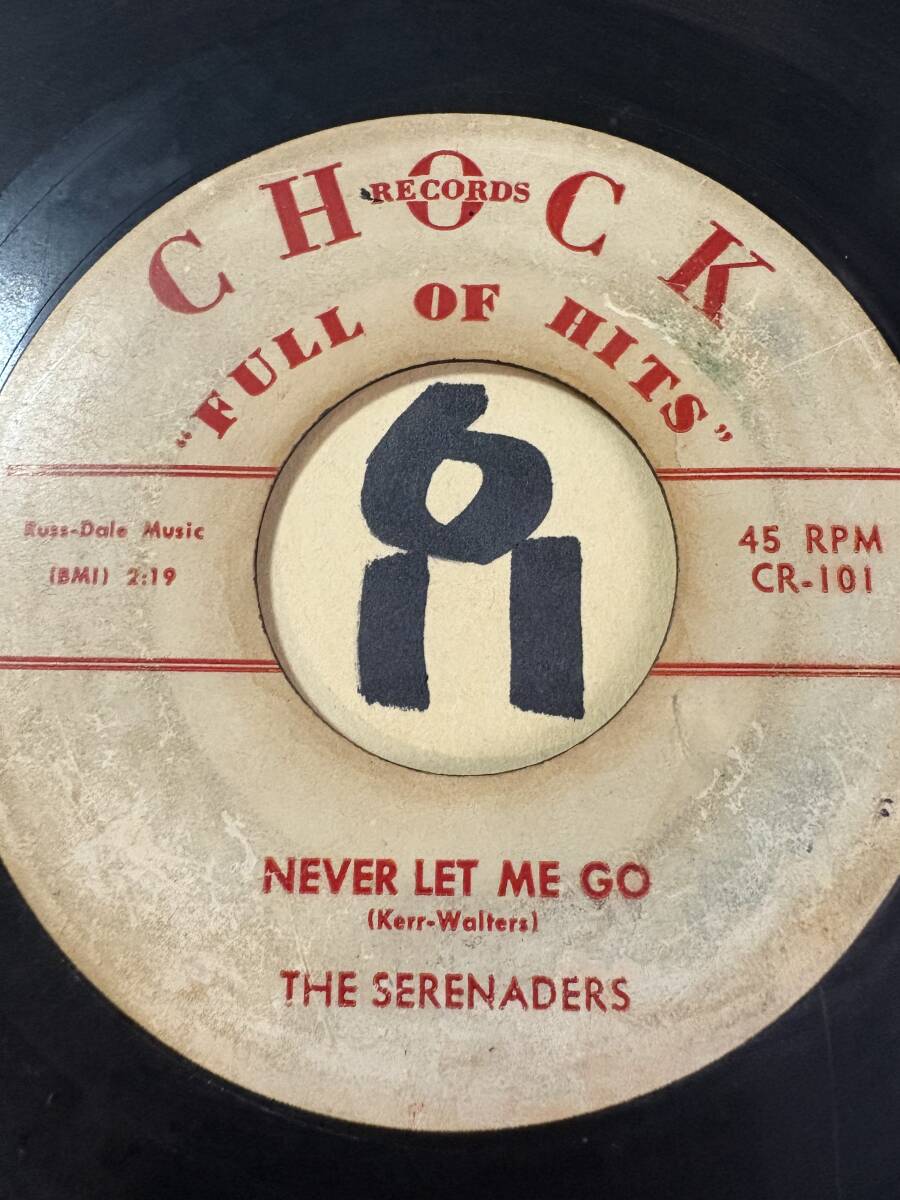 CHOCK
RECORDS
"FULL OF HITS"
Russ-Dale Music
(BMI) 2:19
45 RPM
CR-101
6
11
NEVER LET ME GO
(Kerr-Walters)
THE SERENADERS